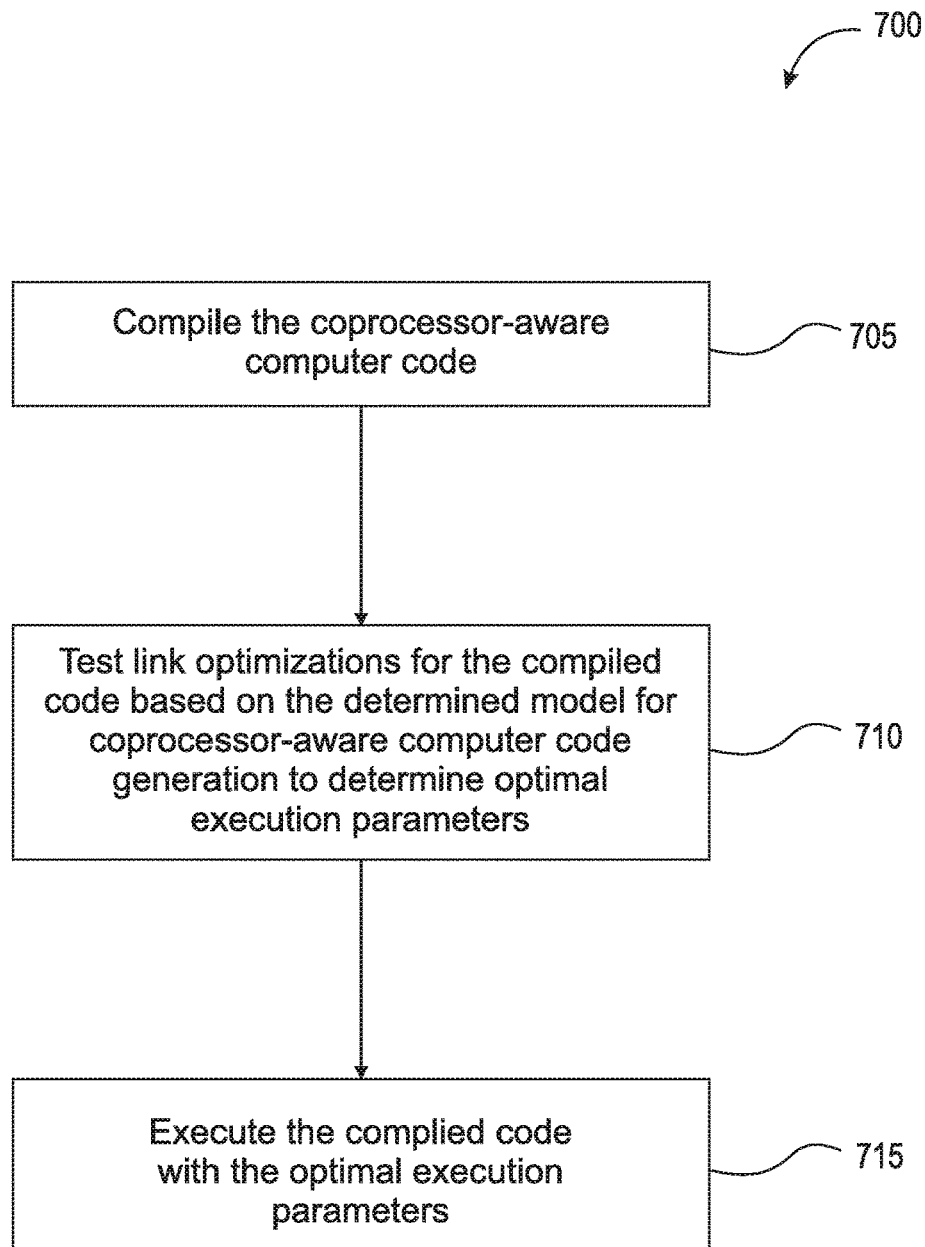 700
Compile the coprocessor-aware
computer code
705
Test link optimizations for the compiled
code based on the determined model for
coprocessor-aware computer code
generation to determine optimal
execution parameters
710
Execute the complied code
with the optimal execution
parameters
715